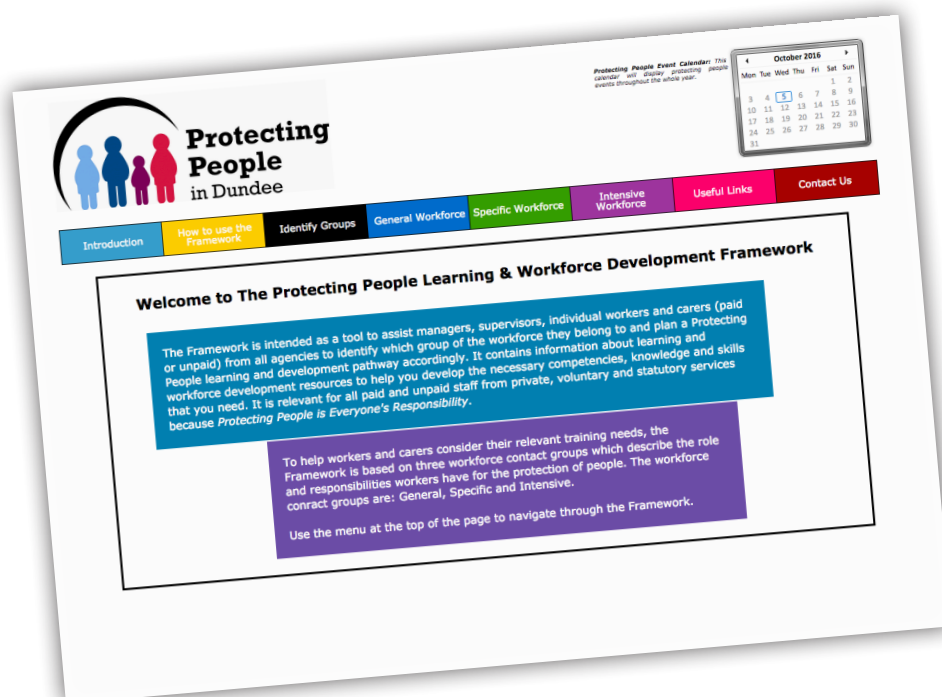 Protecting
People
in Dundee
Protecting People Event Calendar: This
calendar will display protecting people
events throughout the whole year.
October 2016
Mon Tue Wed Thu Fri Sat Sun
1 2
3 4 5 6 7 8 9
10 11 12 13 14 15 16
17 18 19 20 21 22 23
24 25 26 27 28 29 30
31
Introduction
How to use the
Framework
Identify Groups
General Workforce
Specific Workforce
Intensive
Workforce
Useful Links
Contact Us
Welcome to The Protecting People Learning & Workforce Development Framework
The Framework is intended as a tool to assist managers, supervisors, individual workers and carers (paid
or unpaid) from all agencies to identify which group of the workforce they belong to and plan a Protecting
People learning and development pathway accordingly. It contains information about learning and
workforce development resources to help you develop the necessary competencies, knowledge and skills
that you need. It is relevant for all paid and unpaid staff from private, voluntary and statutory services
because Protecting People is Everyone's Responsibility.
To help workers and carers consider their relevant training needs, the
Framework is based on three workforce contact groups which describe the role
and responsibilities workers have for the protection of people. The workforce
conract groups are: General, Specific and Intensive.
Use the menu at the top of the page to navigate through the Framework.